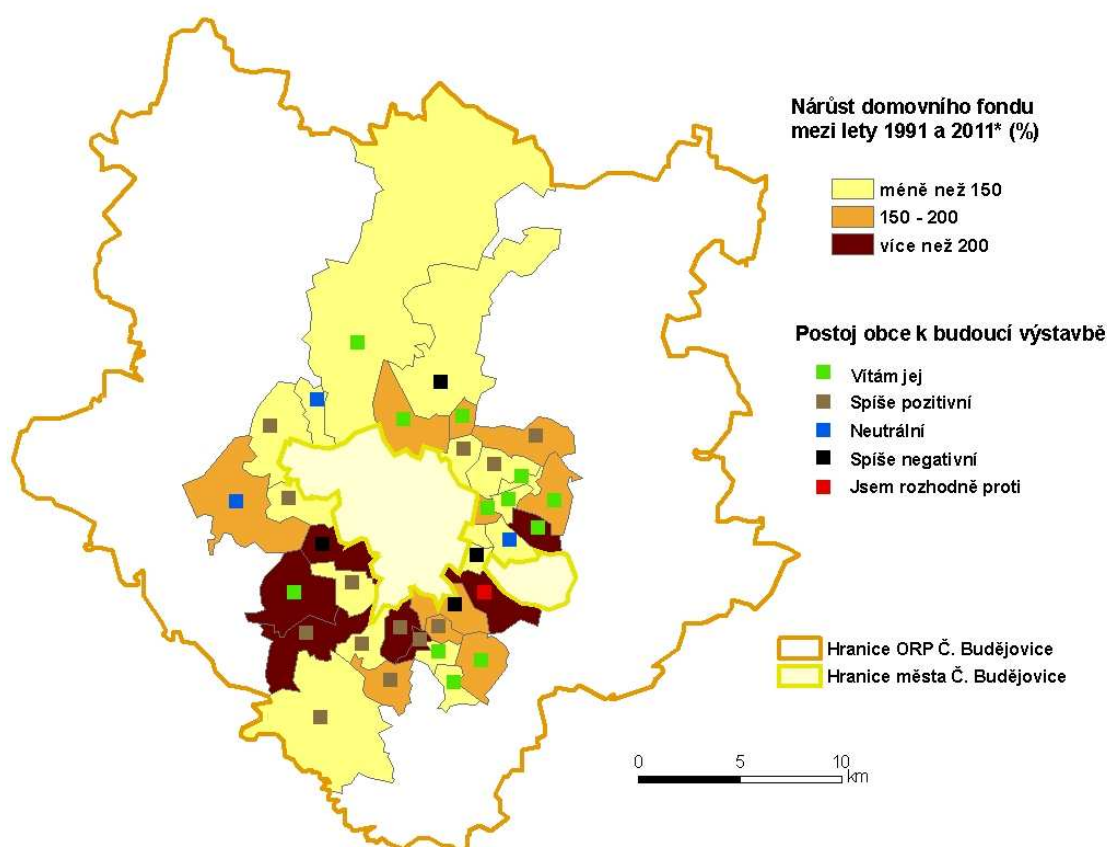 Nárůst domovního fondu
mezi lety 1991 a 2011* (%)
méně než 150
150 - 200
více než 200
Postoj obce k budoucí výstavbě
Vítám jej
Spíše pozitivní
Neutrální
Spíše negativní
Jsem rozhodně proti
Hranice ORP Č. Budějovice
Hranice města Č. Budějovice
0 5 10
km